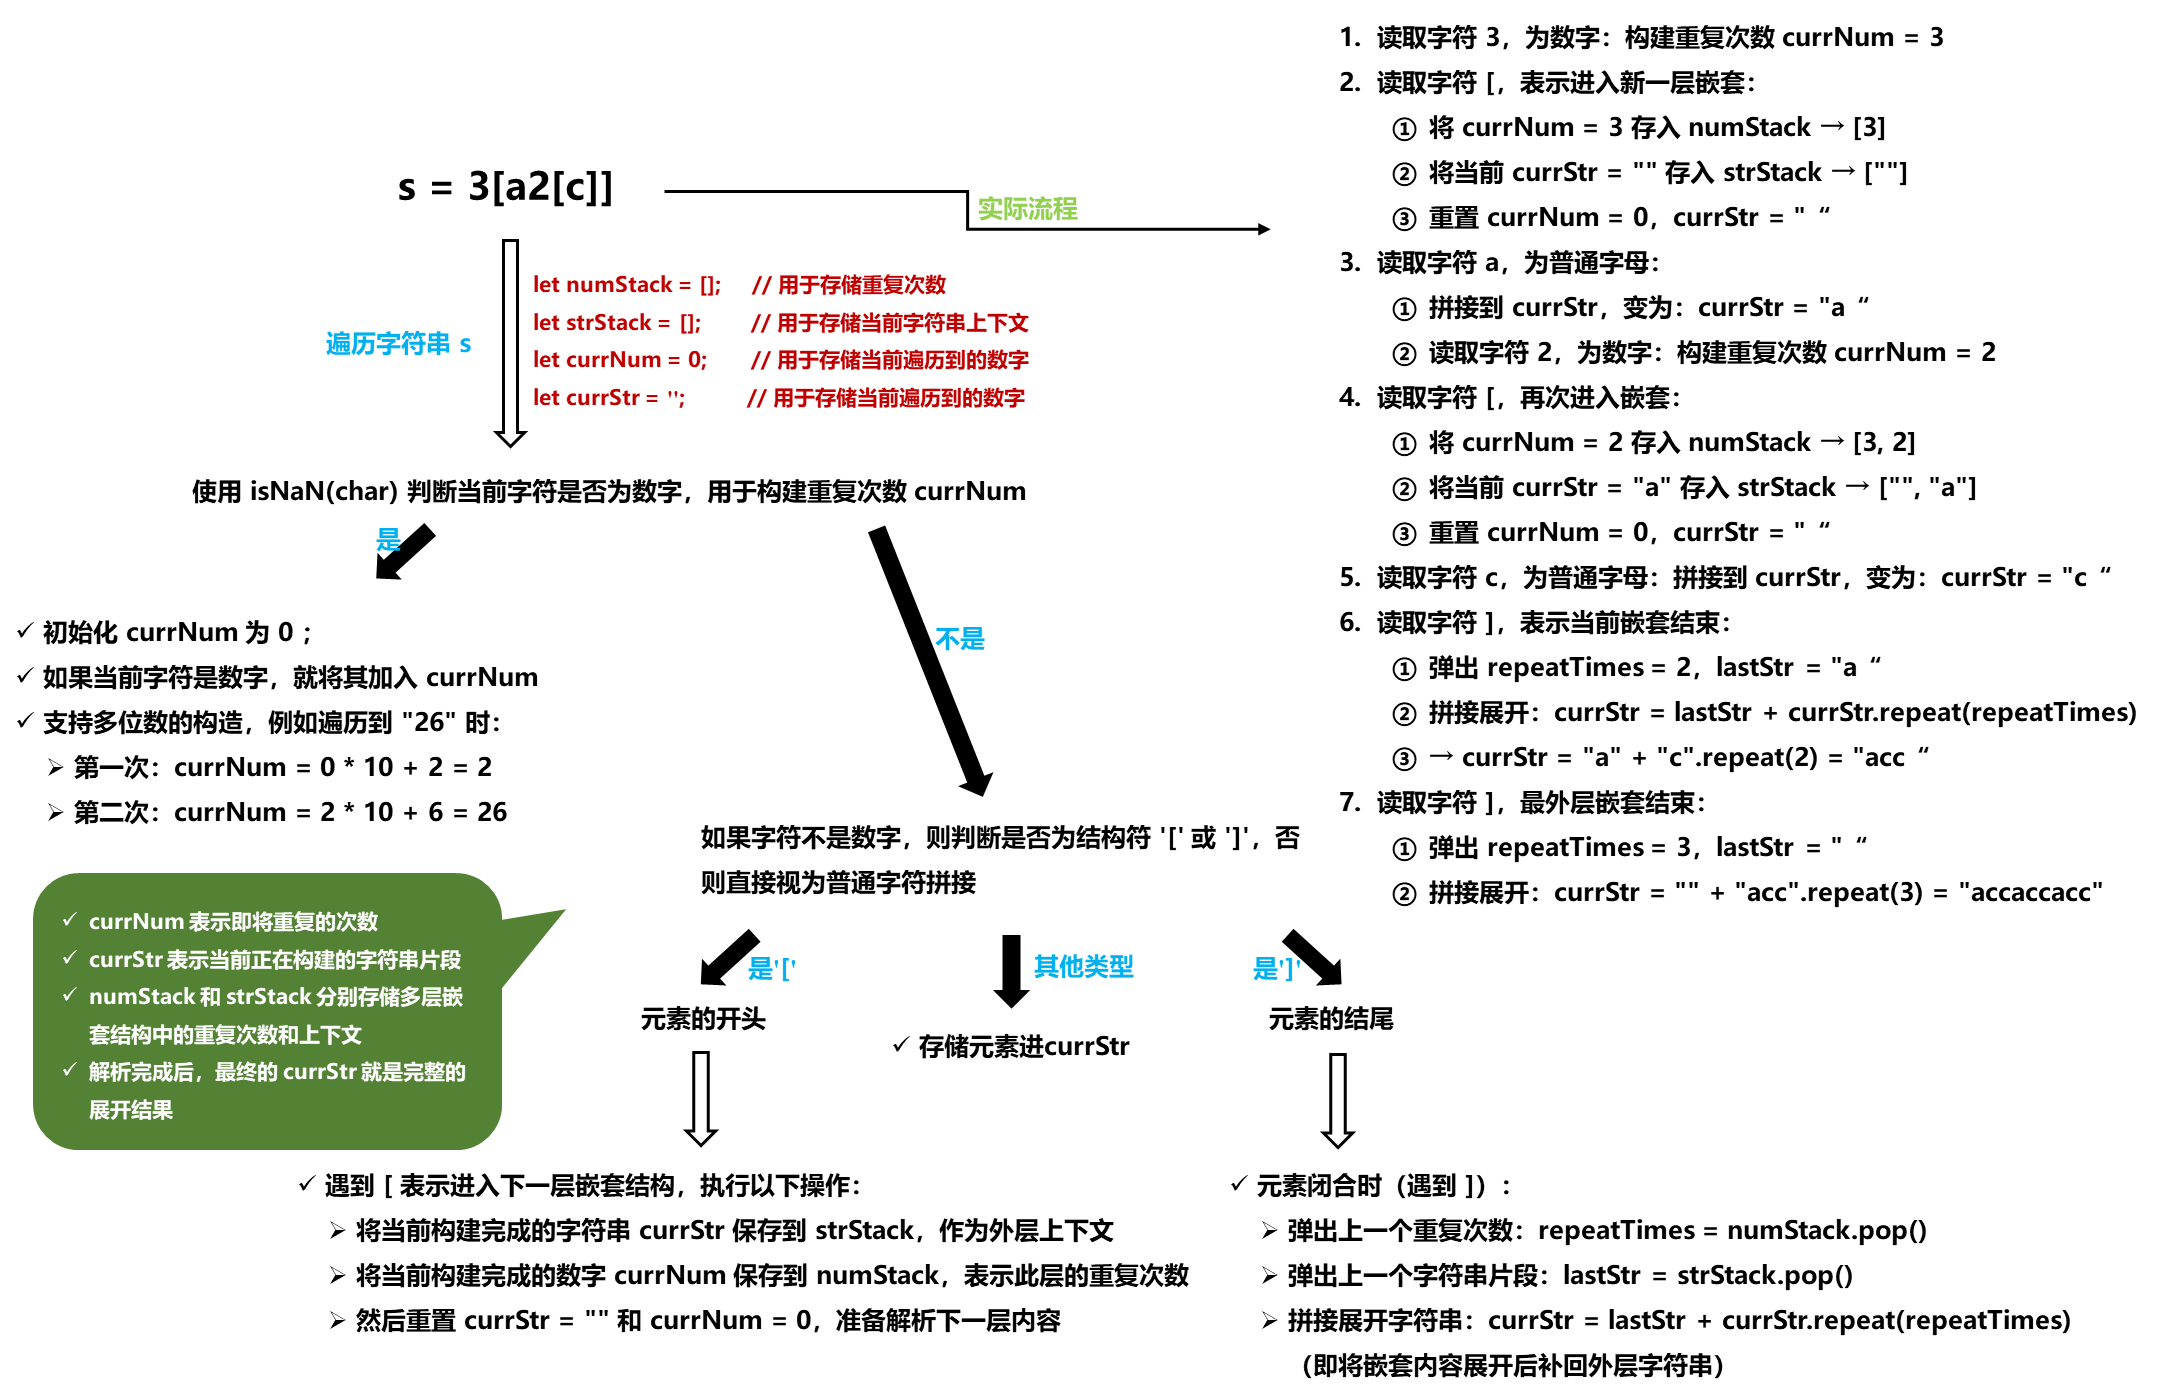 s = 3[a2[c]]
实际流程
遍历字符串 s
let numStack = []; // 用于存储重复次数
let strStack = []; // 用于存储当前字符串上下文
let currNum = 0; // 用于存储当前遍历到的数字
let currStr = ''; // 用于存储当前遍历到的数字
使用 isNaN(char) 判断当前字符是否为数字，用于构建重复次数 currNum
是
不是
✓ 初始化 currNum 为 0 ；
✓ 如果当前字符是数字，就将其加入 currNum
✓ 支持多位数的构造，例如遍历到 "26" 时：
➢ 第一次：currNum = 0 * 10 + 2 = 2
➢ 第二次：currNum = 2 * 10 + 6 = 26
如果字符不是数字，则判断是否为结构符 '[' 或 ']'，否
则直接视为普通字符拼接
✓ currNum 表示即将重复的次数
✓ currStr 表示当前正在构建的字符串片段
✓ numStack 和 strStack 分别存储多层嵌
套结构中的重复次数和上下文
✓ 解析完成后，最终的 currStr 就是完整的
展开结果
是'['
其他类型
是']'
元素的开头
✓ 存储元素进currStr
元素的结尾
✓ 遇到 [ 表示进入下一层嵌套结构，执行以下操作：
➢ 将当前构建完成的字符串 currStr 保存到 strStack，作为外层上下文
➢ 将当前构建完成的数字 currNum 保存到 numStack，表示此层的重复次数
➢ 然后重置 currStr = "" 和 currNum = 0，准备解析下一层内容
✓ 元素闭合时（遇到 ]）：
➢ 弹出上一个重复次数：repeatTimes = numStack.pop()
➢ 弹出上一个字符串片段：lastStr = strStack.pop()
➢ 拼接展开字符串：currStr = lastStr + currStr.repeat(repeatTimes)
（即将嵌套内容展开后补回外层字符串）
1. 读取字符 3，为数字：构建重复次数 currNum = 3
2. 读取字符 [，表示进入新一层嵌套：
① 将 currNum = 3 存入 numStack → [3]
② 将当前 currStr = "" 存入 strStack → [""]
③ 重置 currNum = 0，currStr = " “
3. 读取字符 a，为普通字母：
① 拼接到 currStr，变为：currStr = "a “
② 读取字符 2，为数字：构建重复次数 currNum = 2
4. 读取字符 [，再次进入嵌套：
① 将 currNum = 2 存入 numStack → [3, 2]
② 将当前 currStr = "a" 存入 strStack → ["", "a"]
③ 重置 currNum = 0，currStr = " “
5. 读取字符 c，为普通字母：拼接到 currStr，变为：currStr = "c “
6. 读取字符 ]，表示当前嵌套结束：
① 弹出 repeatTimes = 2，lastStr = "a “
② 拼接展开：currStr = lastStr + currStr.repeat(repeatTimes)
③ → currStr = "a" + "c".repeat(2) = "acc “
7. 读取字符 ]，最外层嵌套结束：
① 弹出 repeatTimes = 3，lastStr = " “
② 拼接展开：currStr = "" + "acc".repeat(3) = "accaccacc"